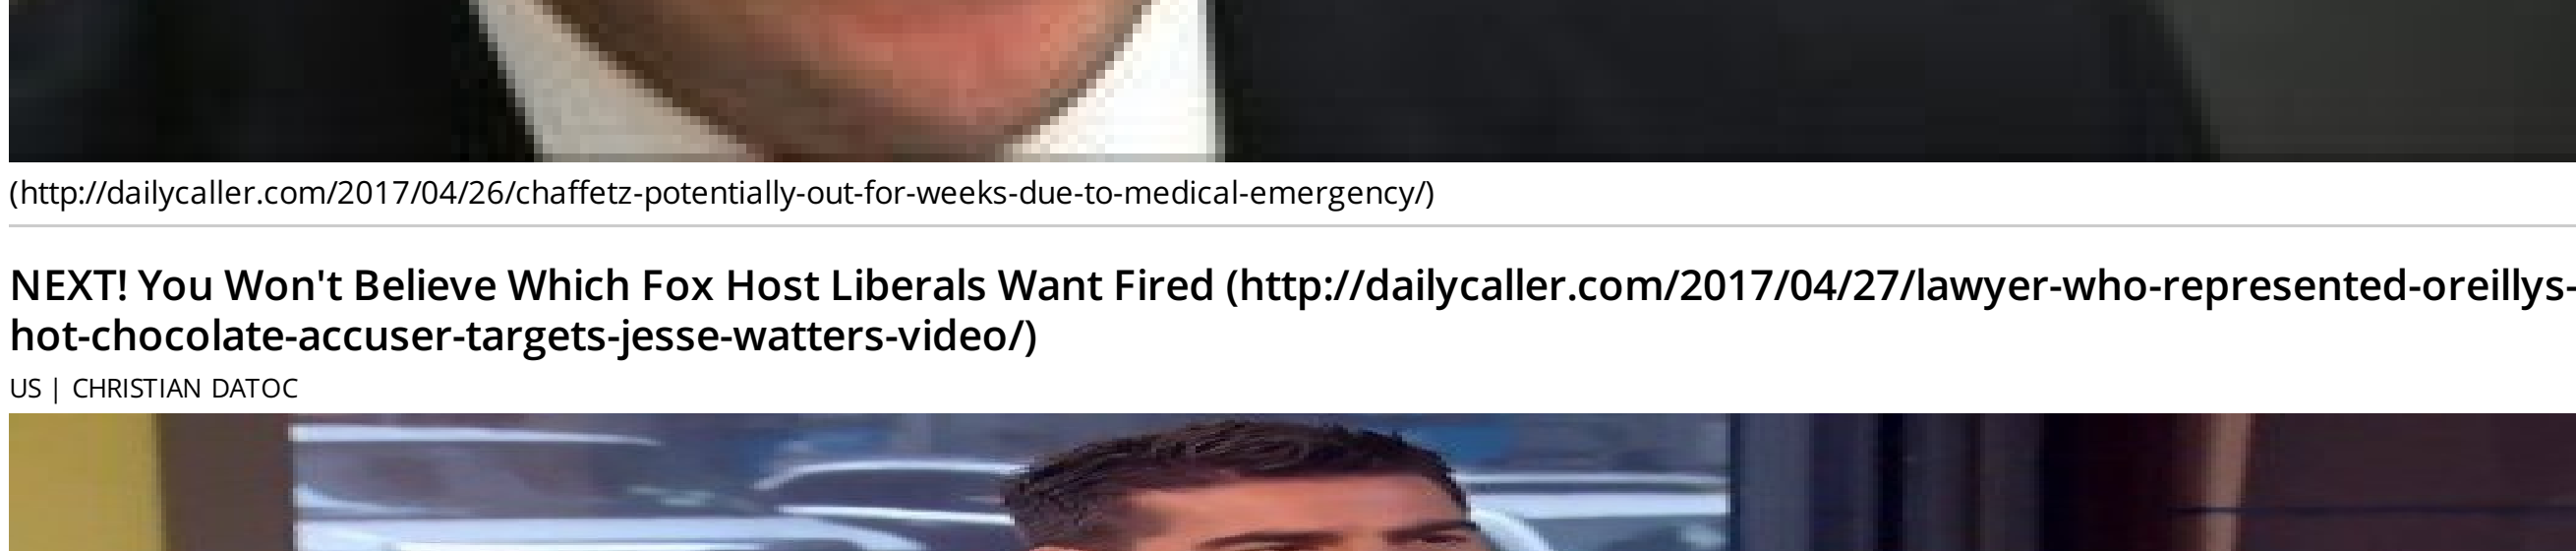 (http://dailycaller.com/2017/04/26/chaffetz-potentially-out-for-weeks-due-to-medical-emergency/)
NEXT! You Won't Believe Which Fox Host Liberals Want Fired (http://dailycaller.com/2017/04/27/lawyer-who-represented-oreillys-
hot-chocolate-accuser-targets-jesse-watters-video/)
US | CHRISTIAN DATOC